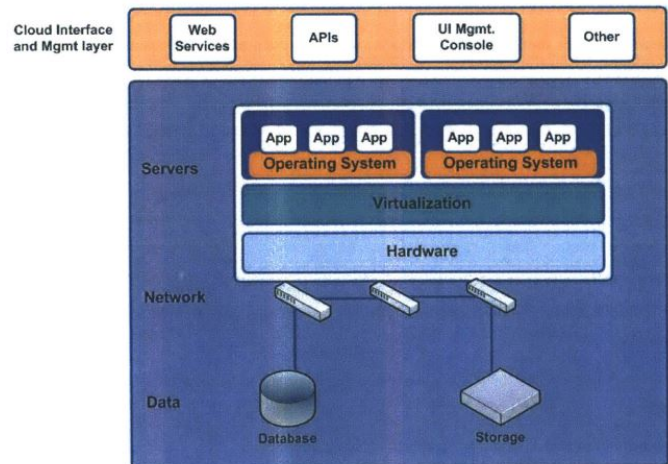 Cloud Interface
and Mgmt layer
Web
Services
APIs
UI Mgmt.
Console
Other
Servers
App App App
Operating System
App App App
Operating System
Virtualization
Hardware
Network
Data
Database
Storage